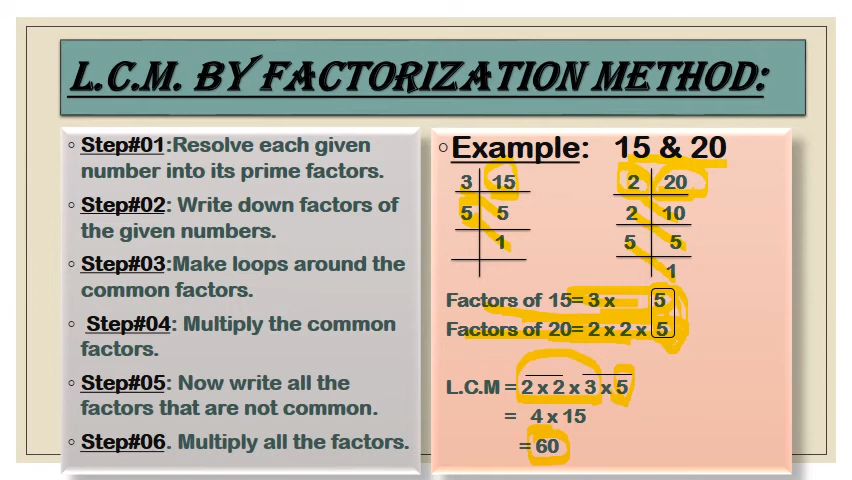 L.C.M. BY FACTORIZATION METHOD:
◦ Step#01:Resolve each given
number into its prime factors.
◦ Step#02: Write down factors of
the given numbers.
◦ Step#03:Make loops around the
common factors.
◦ Step#04: Multiply the common
factors.
◦ Step#05: Now write all the
factors that are not common.
◦ Step#06. Multiply all the factors.
◦Example: 15 & 20
3 15
5 5
1
2 20
2 10
5 5
1
Factors of 15= 3 x 5
Factors of 20= 2 x 2 x 5
L.C.M = 2 x 2 x 3 x 5
= 4 x 15
= 60